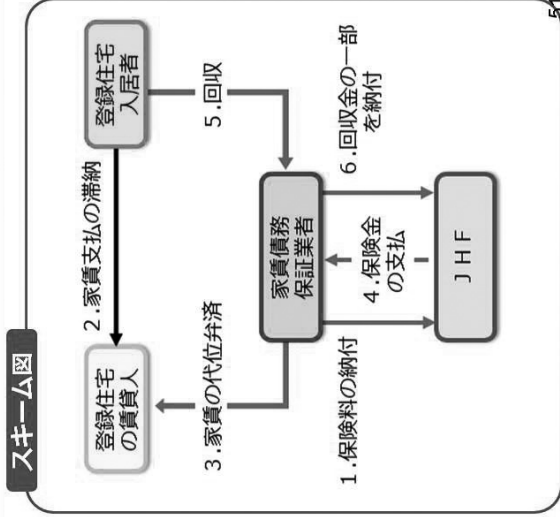 スキーム図
登録住宅
の賃貸人
2.家賃支払の滞納
登録住宅
入居者
3.家賃の代位弁済
5.回収
家賃債務
保証業者
1.保険料の納付
4.保険金
の支払
6.回収金の一部
を納付
JHF